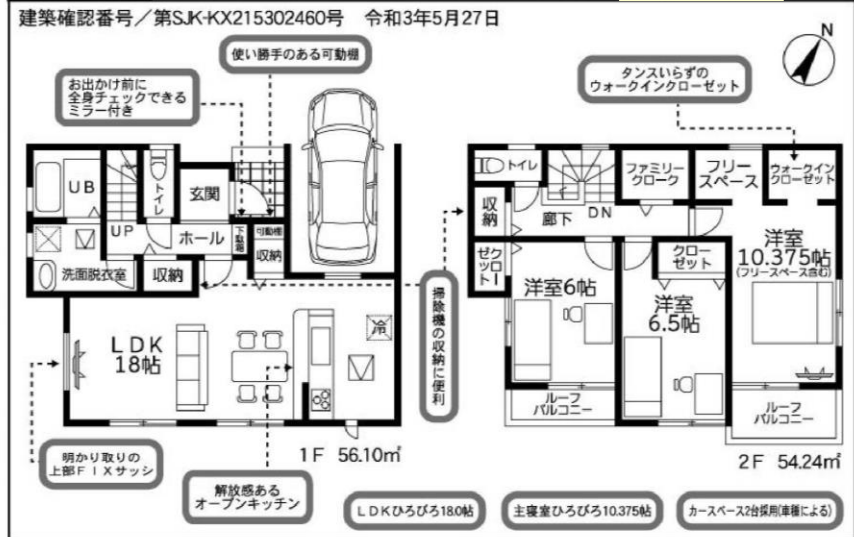 建築確認番号／第SJK-KX215302460号　令和3年5月27日
N
使い勝手のある可動棚
お出かけ前に
全身チェックできる
ミラー付き
タンスいらずの
ウォークインクローゼット
UB
トイレ
玄関
UP
ホール
下駄箱
可動棚
収納
洗面脱衣室
収納
LDK
18帖
冷
1F 56.10㎡
明かり取りの
上部ＦＩＸサッシ
解放感ある
オープンキッチン
掃除機の収納に便利
トイレ
収納
廊下
DN
ファミリー
クローク
フリー
スペース
ウォークイン
クローゼット
クローゼット
洋室6帖
クロー
ゼット
洋室
6.5帖
洋室
10.375帖
(フリースペース含む)
ルーフ
バルコニー
ルーフ
バルコニー
2F 54.24㎡
LDKひろびろ18.0帖
主寝室ひろびろ10.375帖
カースペース2台採用(車種による)